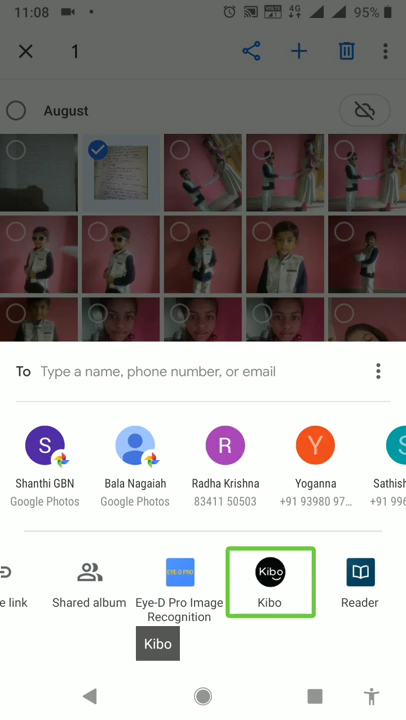 11:08
VoLTE
4G
95%
1
August
To Type a name, phone number, or email
S
R
Y
S
Shanthi GBN
Google Photos
Bala Nagaiah
Google Photos
Radha Krishna
83411 50503
Yoganna
+91 93980 97...
Sathish
+91 996
e link
Shared album
EYE-D PRO
Eye-D Pro Image
Recognition
Kibo
Kibo
Reader
Kibo